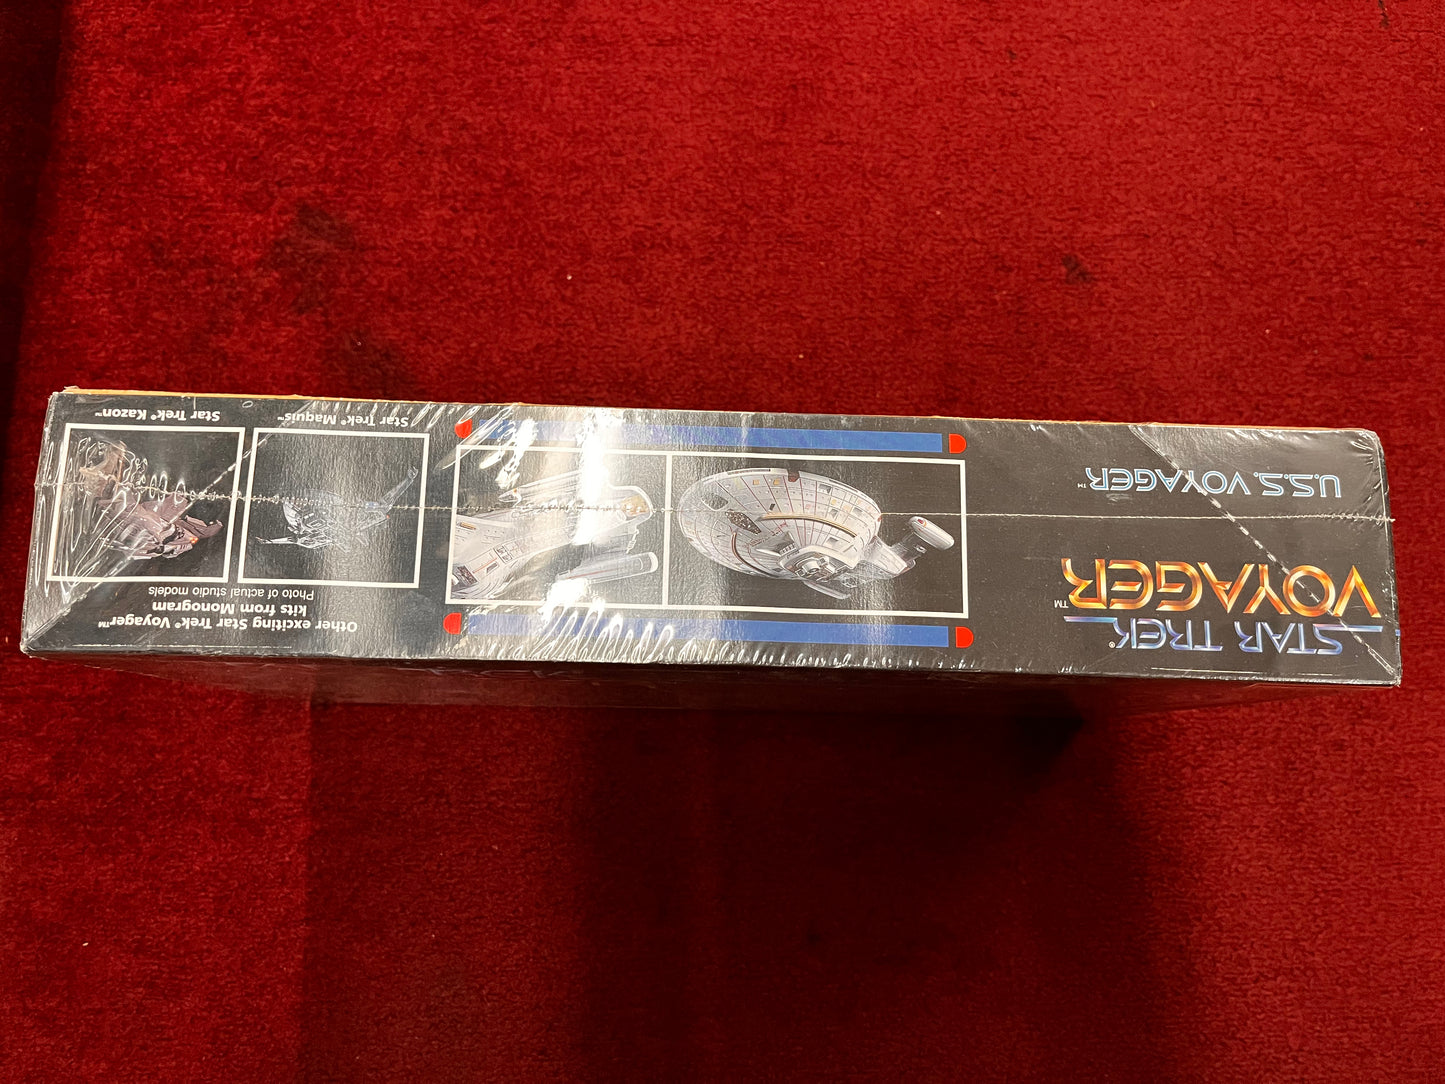 STAR TREK®
VOYAGER™
U.S.S. VOYAGER™
Other exciting Star Trek® Voyager™
kits from Monogram
Photo of actual studio models
Star Trek® Maquis™
Star Trek® Kazon™